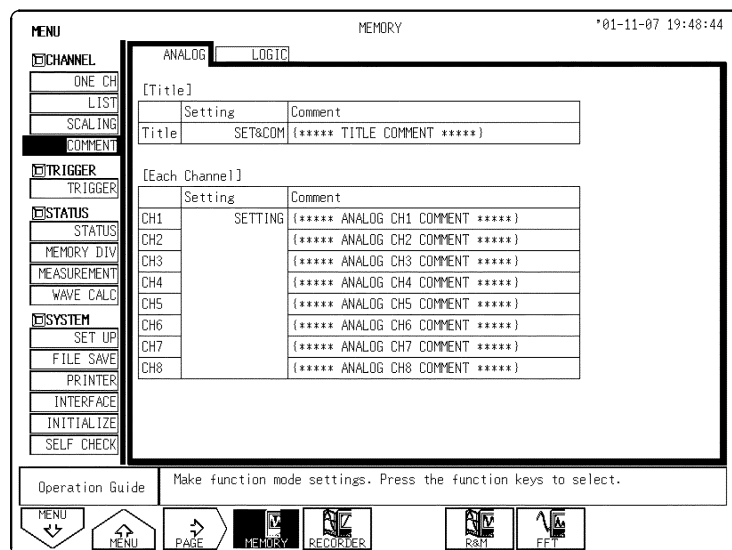 MENU
MEMORY
'01-11-07 19:48:44
CHANNEL
ONE CH
LIST
SCALING
COMMENT
TRIGGER
TRIGGER
STATUS
STATUS
MEMORY DIV
MEASUREMENT
WAVE CALC
SYSTEM
SET UP
FILE SAVE
PRINTER
INTERFACE
INITIALIZE
SELF CHECK
ANALOG LOGIC
[Title]
Setting Comment
Title SET&COM {***** TITLE COMMENT *****}
[Each Channel]
Setting Comment
CH1 SETTING {***** ANALOG CH1 COMMENT *****}
CH2 {***** ANALOG CH2 COMMENT *****}
CH3 {***** ANALOG CH3 COMMENT *****}
CH4 {***** ANALOG CH4 COMMENT *****}
CH5 {***** ANALOG CH5 COMMENT *****}
CH6 {***** ANALOG CH6 COMMENT *****}
CH7 {***** ANALOG CH7 COMMENT *****}
CH8 {***** ANALOG CH8 COMMENT *****}
Operation Guide
Make function mode settings. Press the function keys to select.
MENU
MENU
PAGE
MEMORY
RECORDER
R&M
FFT